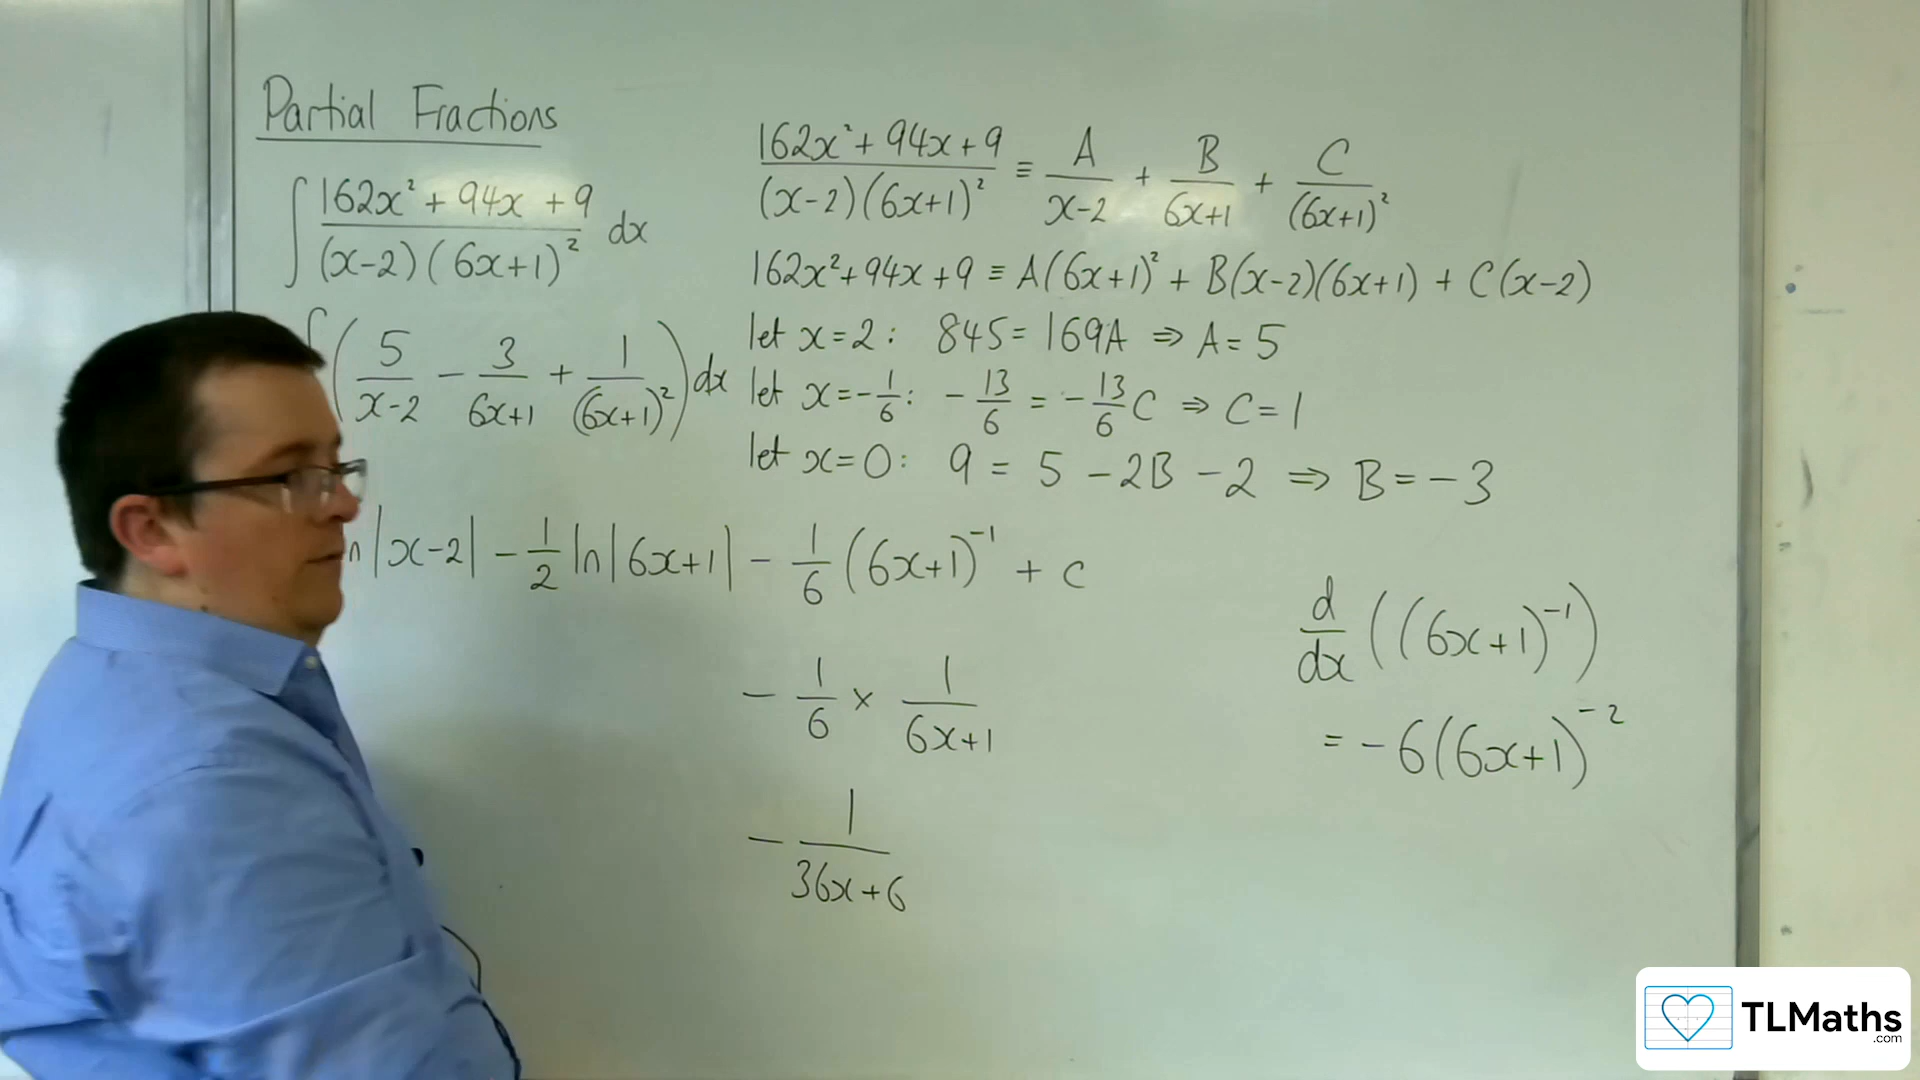 Partial Fractions
∫ (162x² + 94x + 9)/((x-2)(6x+1)²) dx
∫ (5/(x-2) - 3/(6x+1) + 1/(6x+1)²) dx
n|x-2| - 1/2 ln|6x+1| - 1/6 (6x+1)⁻¹ + c
- 1/6 × 1/(6x+1)
- 1/(36x+6)
(162x² + 94x + 9)/((x-2)(6x+1)²) ≡ A/(x-2) + B/(6x+1) + C/(6x+1)²
162x² + 94x + 9 ≡ A(6x+1)² + B(x-2)(6x+1) + C(x-2)
let x=2: 845 = 169A ⇒ A = 5
let x=-1/6: -13/6 = -13/6 C ⇒ C = 1
let x=0: 9 = 5 - 2B - 2 ⇒ B = -3
d/dx ((6x+1)⁻¹)
= -6(6x+1)⁻²
TLMaths
.com